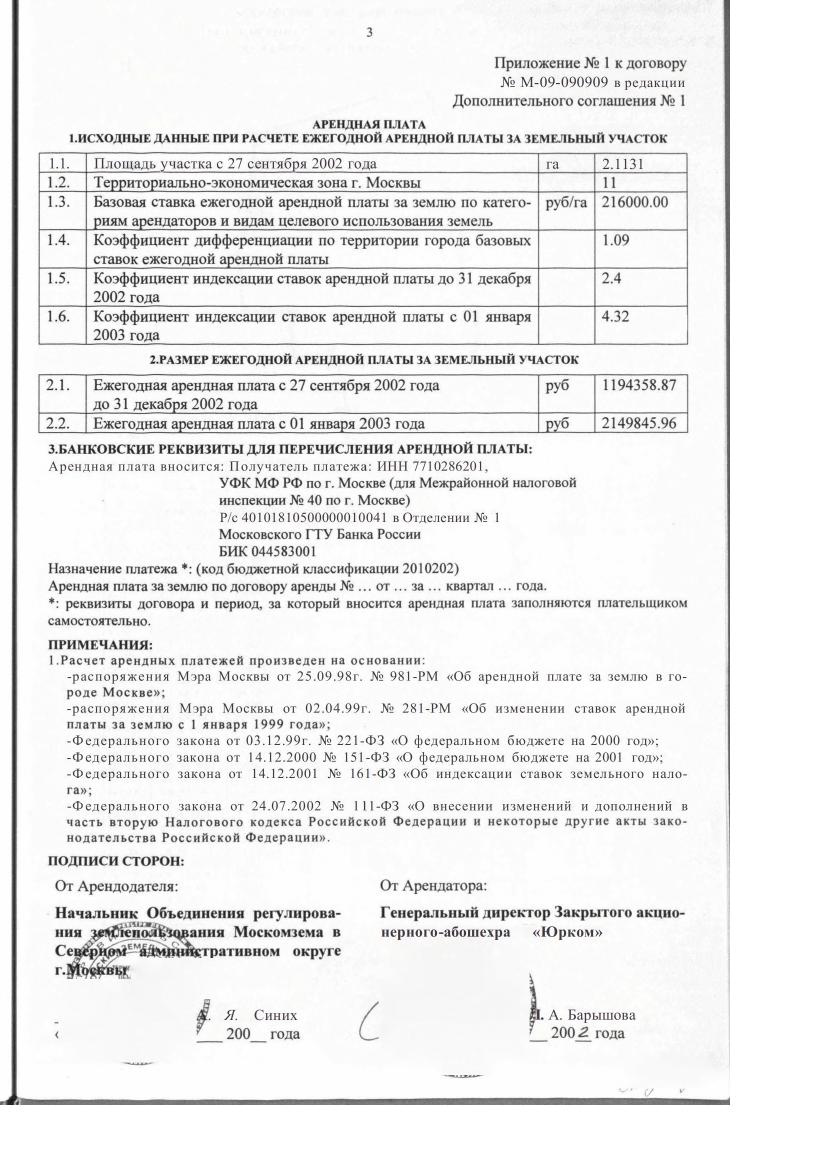 3
Приложение № 1 к договору
№ М-09-090909 в редакции
Дополнительного соглашения № 1
АРЕНДНАЯ ПЛАТА
1.ИСХОДНЫЕ ДАННЫЕ ПРИ РАСЧЕТЕ ЕЖЕГОДНОЙ АРЕНДНОЙ ПЛАТЫ ЗА ЗЕМЕЛЬНЫЙ УЧАСТОК
1.1. Площадь участка с 27 сентября 2002 года га 2.1131
1.2. Территориально-экономическая зона г. Москвы 11
1.3. Базовая ставка ежегодной арендной платы за землю по катего- руб/га 216000.00
риям арендаторов и видам целевого использования земель
1.4. Коэффициент дифференциации по территории города базовых 1.09
ставок ежегодной арендной платы
1.5. Коэффициент индексации ставок арендной платы до 31 декабря 2.4
2002 года
1.6. Коэффициент индексации ставок арендной платы с 01 января 4.32
2003 года
2.РАЗМЕР ЕЖЕГОДНОЙ АРЕНДНОЙ ПЛАТЫ ЗА ЗЕМЕЛЬНЫЙ УЧАСТОК
2.1. Ежегодная арендная плата с 27 сентября 2002 года руб 1194358.87
до 31 декабря 2002 года
2.2. Ежегодная арендная плата с 01 января 2003 года руб 2149845.96
3.БАНКОВСКИЕ РЕКВИЗИТЫ ДЛЯ ПЕРЕЧИСЛЕНИЯ АРЕНДНОЙ ПЛАТЫ:
Арендная плата вносится: Получатель платежа: ИНН 7710286201,
УФК МФ РФ по г. Москве (для Межрайонной налоговой
инспекции № 40 по г. Москве)
Р/с 40101810500000010041 в Отделении № 1
Московского ГТУ Банка России
БИК 044583001
Назначение платежа *: (код бюджетной классификации 2010202)
Арендная плата за землю по договору аренды № ... от ... за ... квартал ... года.
*: реквизиты договора и период, за который вносится арендная плата заполняются плательщиком
самостоятельно.
ПРИМЕЧАНИЯ:
1.Расчет арендных платежей произведен на основании:
-распоряжения Мэра Москвы от 25.09.98г. № 981-РМ «Об арендной плате за землю в го-
роде Москве»;
-распоряжения Мэра Москвы от 02.04.99г. № 281-РМ «Об изменении ставок арендной
платы за землю с 1 января 1999 года»;
-Федерального закона от 03.12.99г. № 221-ФЗ «О федеральном бюджете на 2000 год»;
-Федерального закона от 14.12.2000 № 151-ФЗ «О федеральном бюджете на 2001 год»;
-Федерального закона от 14.12.2001 № 161-ФЗ «Об индексации ставок земельного нало-
га»;
-Федерального закона от 24.07.2002 № 111-ФЗ «О внесении изменений и дополнений в
часть вторую Налогового кодекса Российской Федерации и некоторые другие акты зако-
нодательства Российской Федерации».
ПОДПИСИ СТОРОН:
От Арендодателя: От Арендатора:
Начальник Объединения регулирова- Генеральный директор Закрытого акцио-
ния землепользования Москомзема в нерного-абошехра «Юрком»
Северном административном округе
г.Москвы
Я. Синих А. Барышова
200__ года 2002 года